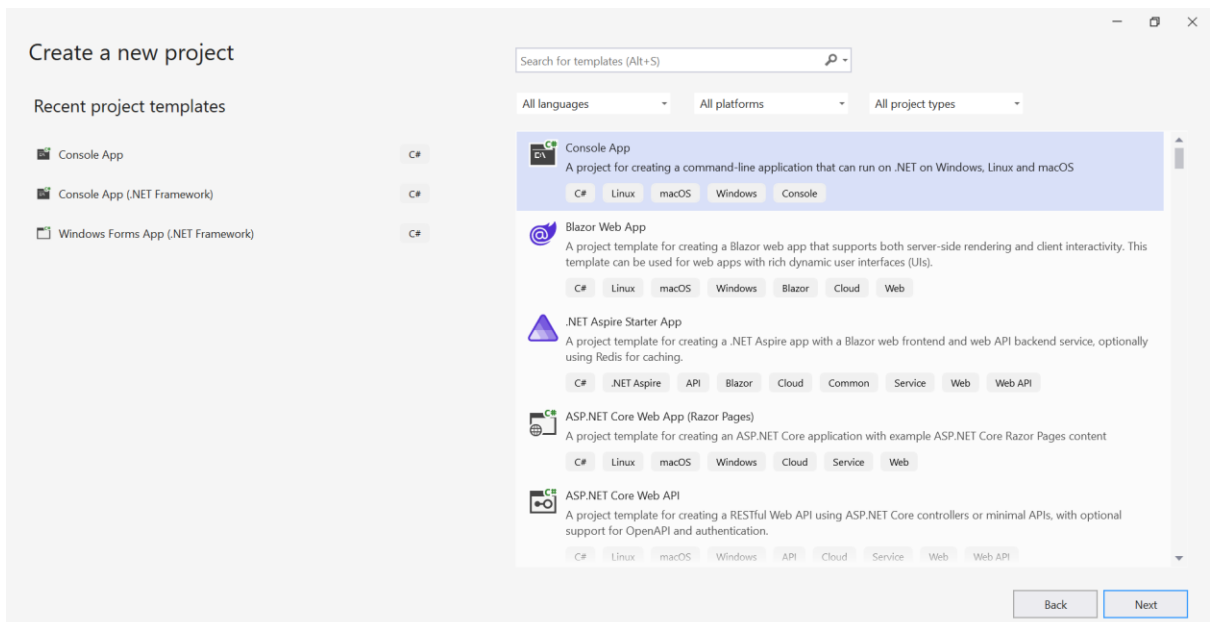 Create a new project
Recent project templates
Console App
C#
Console App (.NET Framework)
C#
Windows Forms App (.NET Framework)
C#
Search for templates (Alt+S)
All languages
All platforms
All project types
Console App
A project for creating a command-line application that can run on .NET on Windows, Linux and macOS
C# Linux macOS Windows Console
Blazor Web App
A project template for creating a Blazor web app that supports both server-side rendering and client interactivity. This
template can be used for web apps with rich dynamic user interfaces (UIs).
C# Linux macOS Windows Blazor Cloud Web
.NET Aspire Starter App
A project template for creating a .NET Aspire app with a Blazor web frontend and web API backend service, optionally
using Redis for caching.
C# .NET Aspire API Blazor Cloud Common Service Web Web API
ASP.NET Core Web App (Razor Pages)
A project template for creating an ASP.NET Core application with example ASP.NET Core Razor Pages content
C# Linux macOS Windows Cloud Service Web
ASP.NET Core Web API
A project template for creating a RESTful Web API using ASP.NET Core controllers or minimal APIs, with optional
support for OpenAPI and authentication.
C# Linux macOS Windows API Cloud Service Web Web API
Back
Next